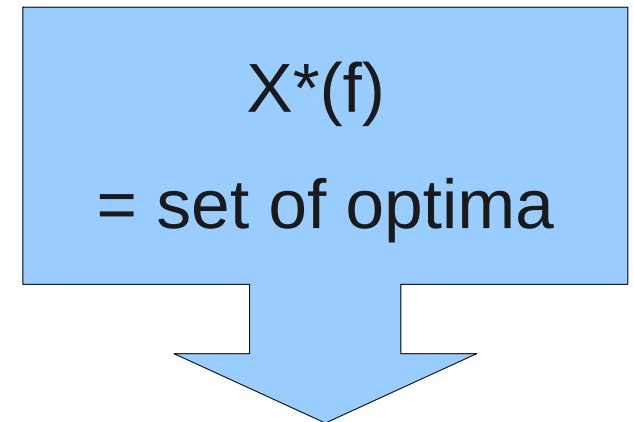 X*(f)
= set of optima